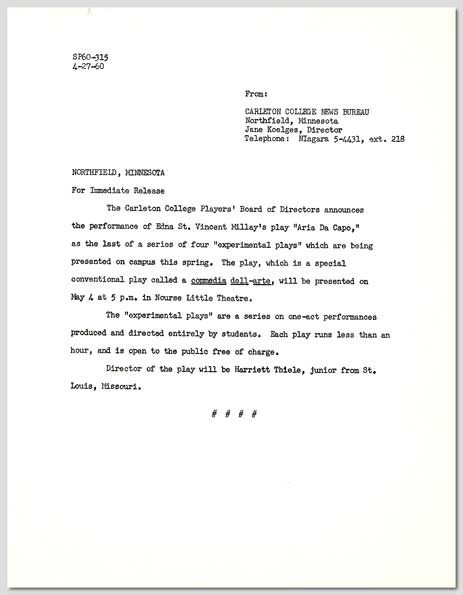 SP60-315
4-27-60
From:
CARLETON COLLEGE NEWS BUREAU
Northfield, Minnesota
Jane Koelges, Director
Telephone: NIagara 5-4431, ext. 218
NORTHFIELD, MINNESOTA
For Immediate Release
The Carleton College Players' Board of Directors announces
the performance of Edna St. Vincent Millay's play "Aria Da Capo,"
as the last of a series of four "experimental plays" which are being
presented on campus this spring. The play, which is a special
conventional play called a commedia doll-arte, will be presented on
May 4 at 5 p.m. in Nourse Little Theatre.
The "experimental plays" are a series on one-act performances
produced and directed entirely by students. Each play runs less than an
hour, and is open to the public free of charge.
Director of the play will be Harriett Thiele, junior from St.
Louis, Missouri.
# # # #